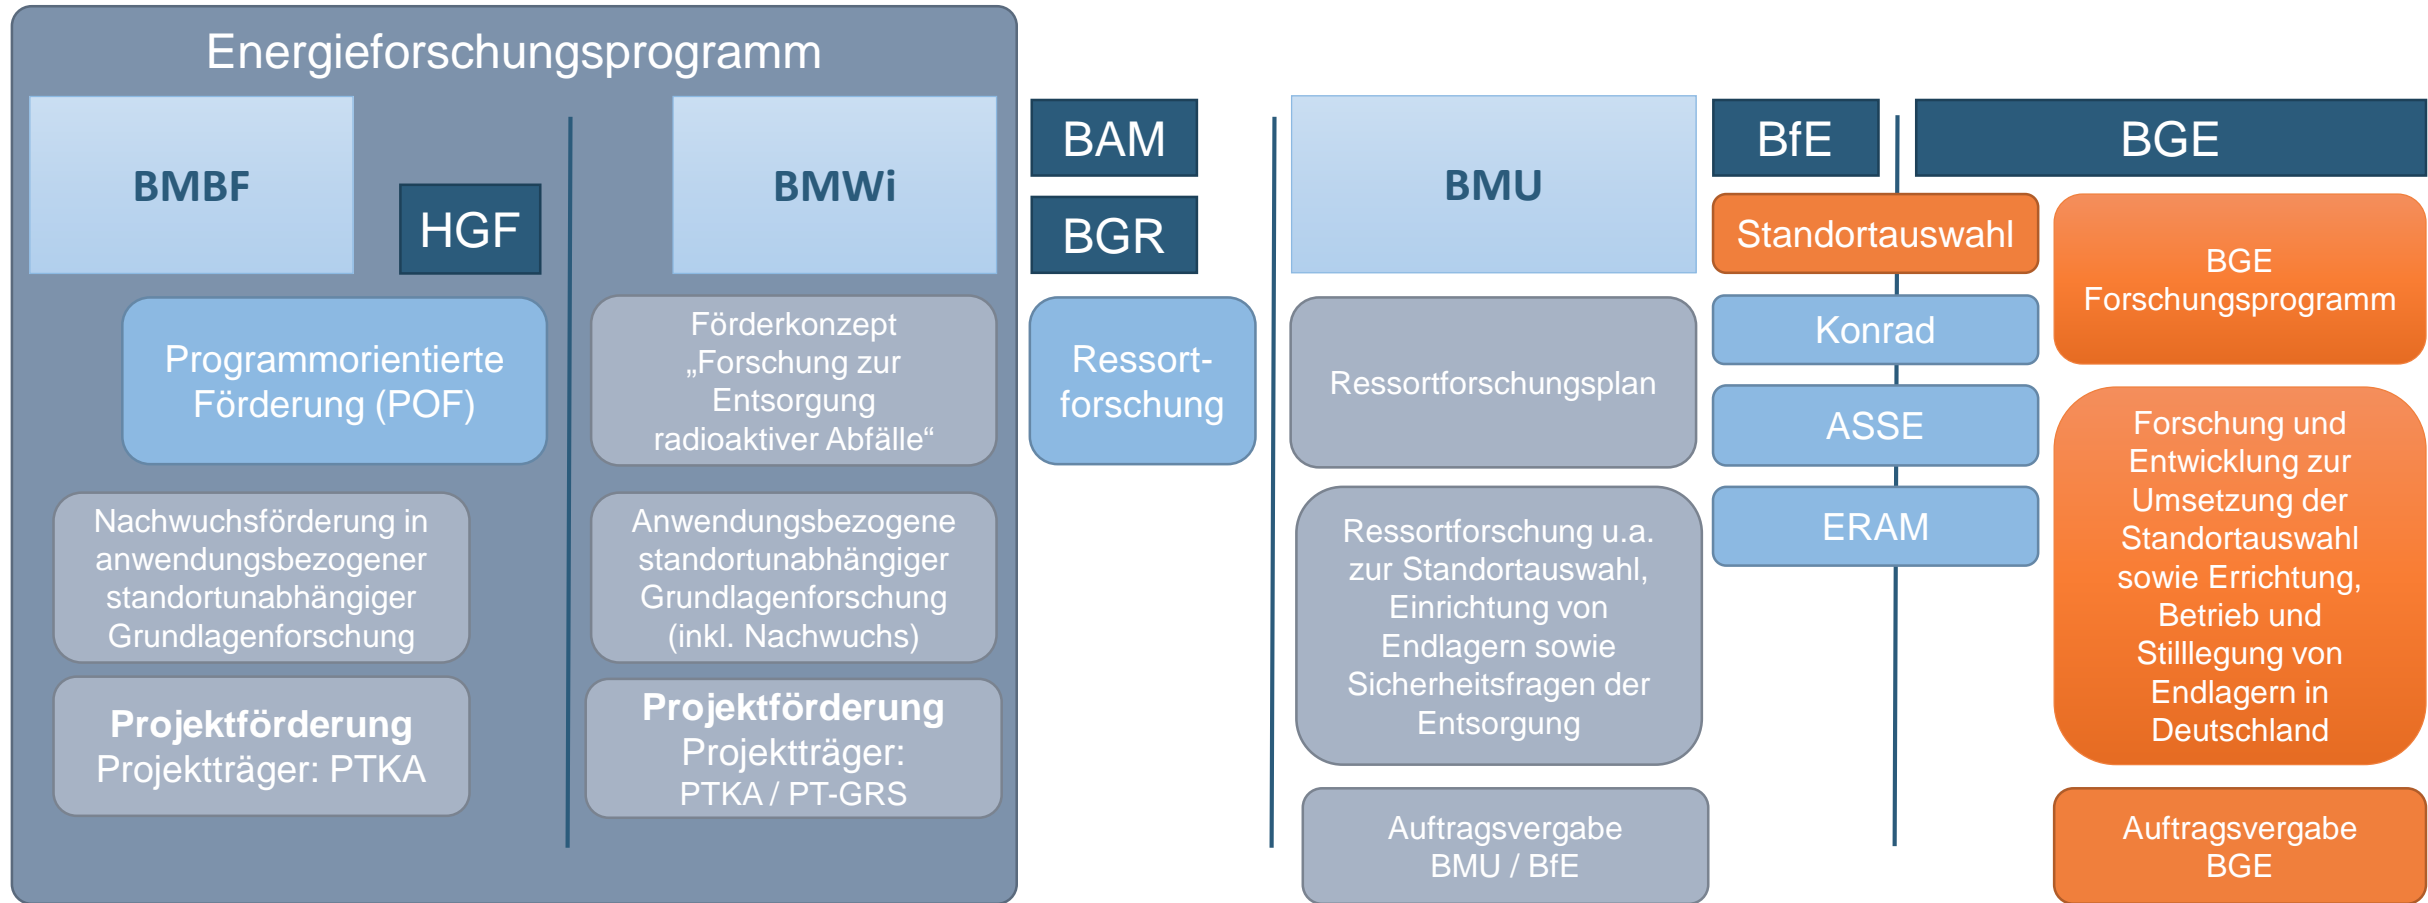 Energieforschungsprogramm
BMBF
HGF
Programmorientierte
Förderung (POF)
Nachwuchsförderung in
anwendungsbezogener
standortunabhängiger
Grundlagenforschung
Projektförderung
Projektträger: PTKA
BMWi
Förderkonzept
„Forschung zur
Entsorgung
radioaktiver Abfälle“
Anwendungsbezogene
standortunabhängiger
Grundlagenforschung
(inkl. Nachwuchs)
Projektförderung
Projektträger:
PTKA / PT-GRS
BAM
BGR
Ressort-
forschung
BMU
Ressortforschungsplan
Ressortforschung u.a.
zur Standortauswahl,
Einrichtung von
Endlagern sowie
Sicherheitsfragen der
Entsorgung
Auftragsvergabe
BMU / BfE
BfE
Standortauswahl
Konrad
ASSE
ERAM
BGE
BGE
Forschungsprogramm
Forschung und
Entwicklung zur
Umsetzung der
Standortauswahl
sowie Errichtung,
Betrieb und
Stilllegung von
Endlagern in
Deutschland
Auftragsvergabe
BGE